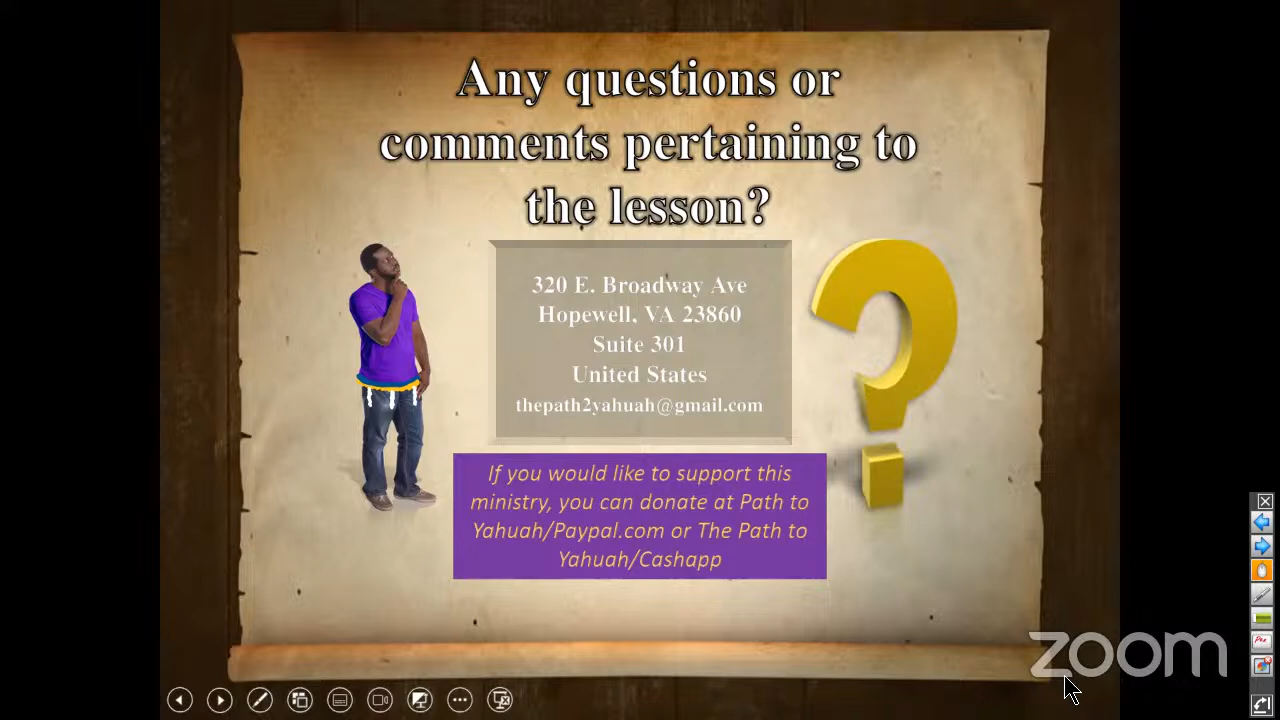 Any questions or
comments pertaining to
the lesson?
320 E. Broadway Ave
Hopewell, VA 23860
Suite 301
United States
thepath2yahuah@gmail.com
If you would like to support this
ministry, you can donate at Path to
Yahuah/Paypal.com or The Path to
Yahuah/Cashapp
zoom